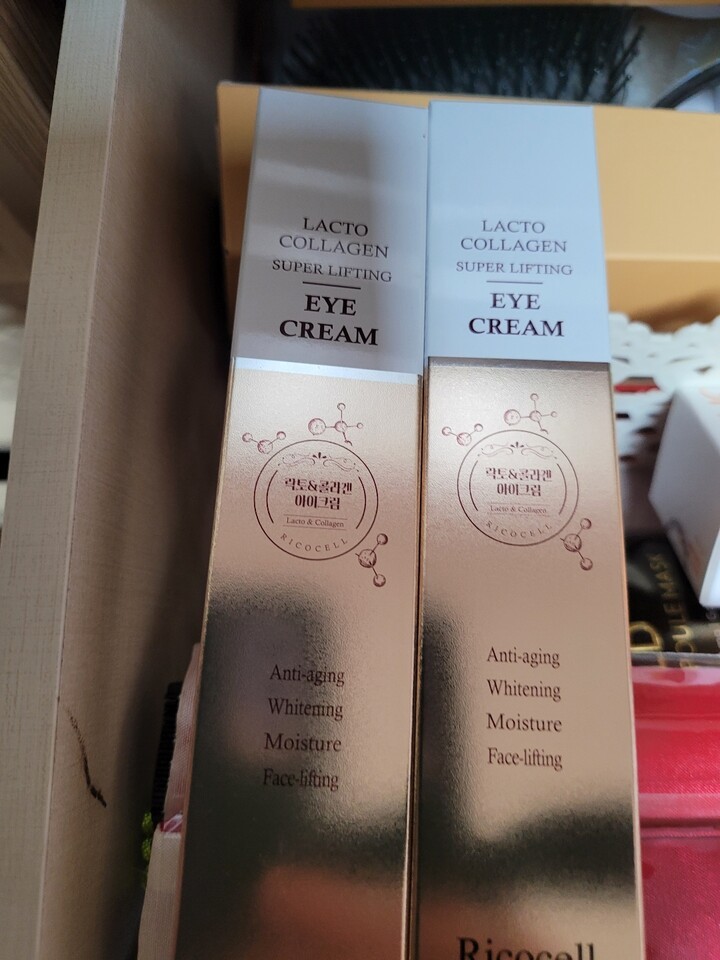 LACTO
COLLAGEN
SUPER LIFTING
EYE
CREAM
락토&콜라겐
아이크림
Lacto & Collagen
RICOCELL
Anti-aging
Whitening
Moisture
Face-lifting
LACTO
COLLAGEN
SUPER LIFTING
EYE
CREAM
락토&콜라겐
아이크림
Lacto & Collagen
RICOCELL
Anti-aging
Whitening
Moisture
Face-lifting
Ricocell
MASK